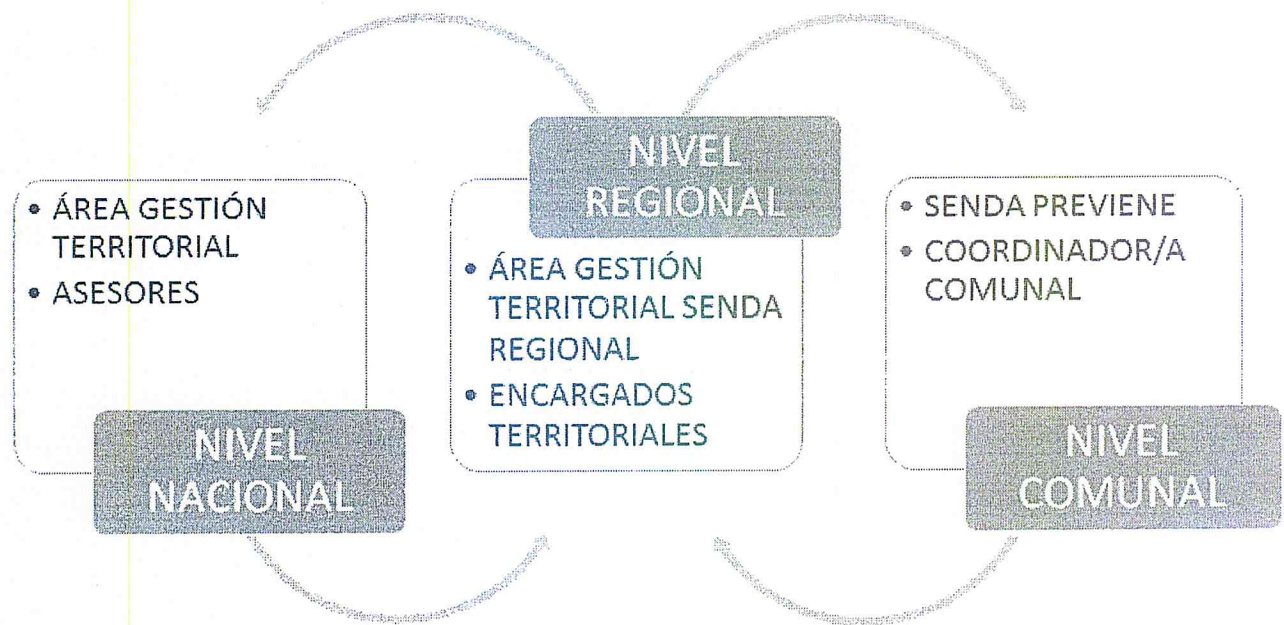 • ÁREA GESTIÓN
TERRITORIAL
• ASESORES
NIVEL
NACIONAL
NIVEL
REGIONAL
• ÁREA GESTIÓN
TERRITORIAL SENDA
REGIONAL
• ENCARGADOS
TERRITORIALES
• SENDA PREVIENE
• COORDINADOR/A
COMUNAL
NIVEL
COMUNAL